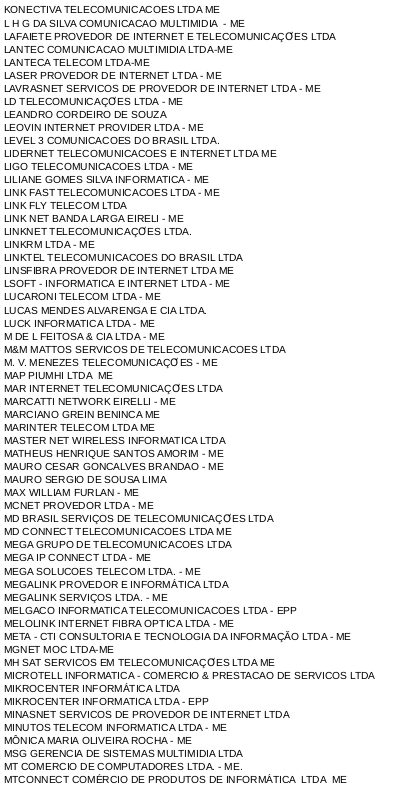 KONECTIVA TELECOMUNICACOES LTDA ME
L H G DA SILVA COMUNICACAO MULTIMIDIA - ME
LAFAIETE PROVEDOR DE INTERNET E TELECOMUNICAÇÕES LTDA
LANTEC COMUNICACAO MULTIMIDIA LTDA-ME
LANTECA TELECOM LTDA-ME
LASER PROVEDOR DE INTERNET LTDA - ME
LAVRASNET SERVICOS DE PROVEDOR DE INTERNET LTDA - ME
LD TELECOMUNICAÇÕES LTDA - ME
LEANDRO CORDEIRO DE SOUZA
LEOVIN INTERNET PROVIDER LTDA - ME
LEVEL 3 COMUNICACOES DO BRASIL LTDA.
LIDERNET TELECOMUNICACOES E INTERNET LTDA ME
LIGO TELECOMUNICACOES LTDA - ME
LILIANE GOMES SILVA INFORMATICA - ME
LINK FAST TELECOMUNICACOES LTDA - ME
LINK FLY TELECOM LTDA
LINK NET BANDA LARGA EIRELI - ME
LINKNET TELECOMUNICAÇÕES LTDA.
LINKRM LTDA - ME
LINKTEL TELECOMUNICACOES DO BRASIL LTDA
LINSFIBRA PROVEDOR DE INTERNET LTDA ME
LSOFT - INFORMATICA E INTERNET LTDA - ME
LUCARONI TELECOM LTDA - ME
LUCAS MENDES ALVARENGA E CIA LTDA.
LUCK INFORMATICA LTDA - ME
M DE L FEITOSA & CIA LTDA - ME
M&M MATTOS SERVICOS DE TELECOMUNICACOES LTDA
M. V. MENEZES TELECOMUNICAÇÕES - ME
MAP PIUMHI LTDA ME
MAR INTERNET TELECOMUNICAÇÕES LTDA
MARCATTI NETWORK EIRELLI - ME
MARCIANO GREIN BENINCA ME
MARINTER TELECOM LTDA ME
MASTER NET WIRELESS INFORMATICA LTDA
MATHEUS HENRIQUE SANTOS AMORIM - ME
MAURO CESAR GONCALVES BRANDAO - ME
MAURO SERGIO DE SOUSA LIMA
MAX WILLIAM FURLAN - ME
MCNET PROVEDOR LTDA - ME
MD BRASIL SERVIÇOS DE TELECOMUNICAÇÕES LTDA
MD CONNECT TELECOMUNICACOES LTDA ME
MEGA GRUPO DE TELECOMUNICACOES LTDA
MEGA IP CONNECT LTDA - ME
MEGA SOLUCOES TELECOM LTDA. - ME
MEGALINK PROVEDOR E INFORMÁTICA LTDA
MEGALINK SERVIÇOS LTDA. - ME
MELGACO INFORMATICA TELECOMUNICACOES LTDA - EPP
MELOLINK INTERNET FIBRA OPTICA LTDA - ME
META - CTI CONSULTORIA E TECNOLOGIA DA INFORMAÇÃO LTDA - ME
MGNET MOC LTDA-ME
MH SAT SERVICOS EM TELECOMUNICAÇÕES LTDA ME
MICROTELL INFORMATICA - COMERCIO & PRESTACAO DE SERVICOS LTDA
MIKROCENTER INFORMÁTICA LTDA
MIKROCENTER INFORMATICA LTDA - EPP
MINASNET SERVICOS DE PROVEDOR DE INTERNET LTDA
MINUTOS TELECOM INFORMATICA LTDA - ME
MÔNICA MARIA OLIVEIRA ROCHA - ME
MSG GERENCIA DE SISTEMAS MULTIMIDIA LTDA
MT COMERCIO DE COMPUTADORES LTDA. - ME.
MTCONNECT COMÉRCIO DE PRODUTOS DE INFORMÁTICA LTDA ME